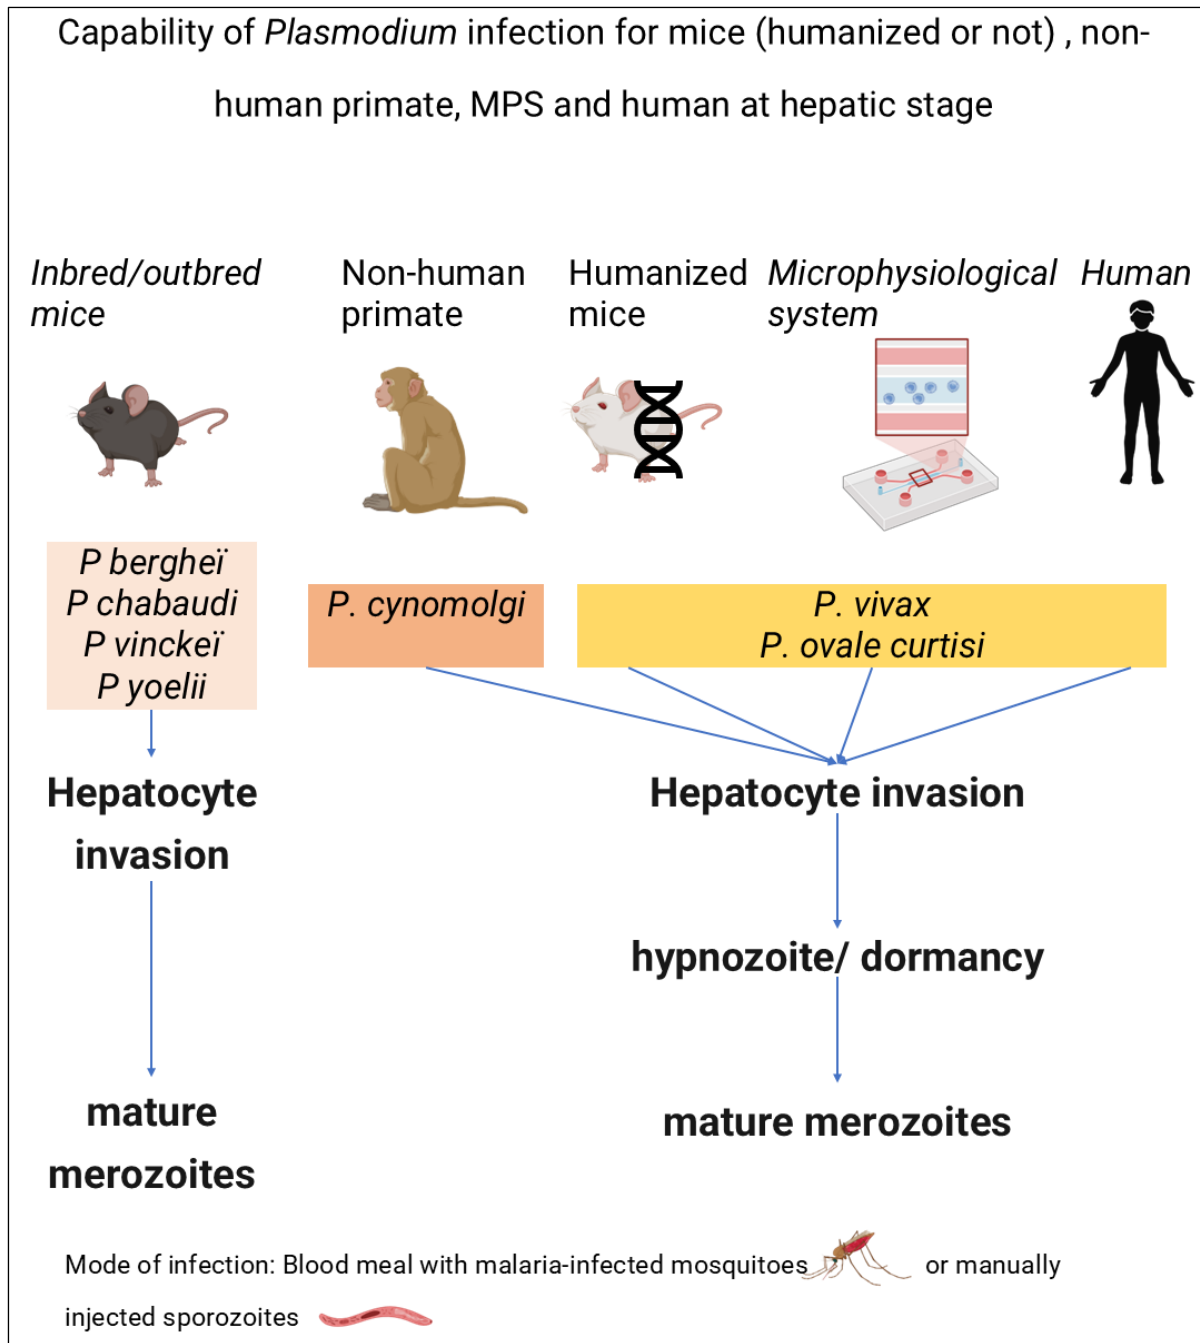 Capability of Plasmodium infection for mice (humanized or not) , non-
human primate, MPS and human at hepatic stage
Inbred/outbred
mice
Non-human
primate
Humanized
mice
Microphysiological
system
Human
P bergheï
P chabaudi
P vinckeï
P yoelii
P. cynomolgi
P. vivax
P. ovale curtisi
Hepatocyte
invasion
mature
merozoites
Hepatocyte invasion
hypnozoite/ dormancy
mature merozoites
Mode of infection: Blood meal with malaria-infected mosquitoes or manually
injected sporozoites